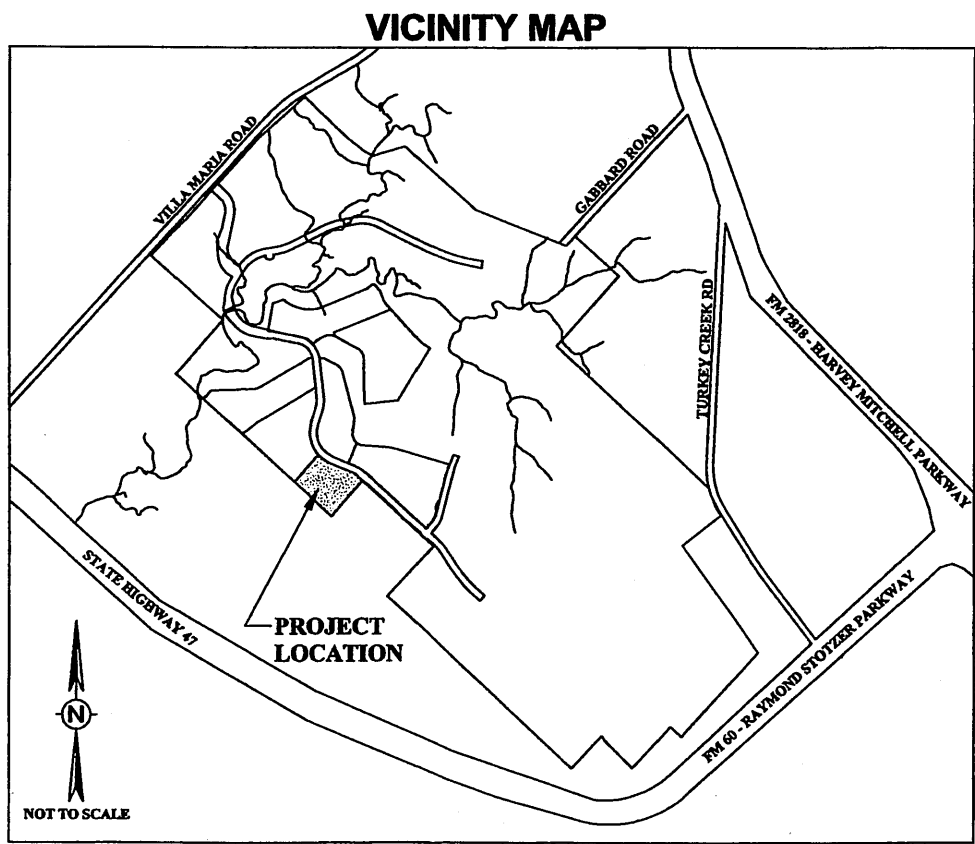 VICINITY MAP
VILLA MARIA ROAD
GABBARD ROAD
TURKEY CREEK RD
FM 2818 - HARVEY MITCHELL PARKWAY
STATE HIGHWAY 47
PROJECT
LOCATION
FM 60 - RAYMOND STOTZER PARKWAY
N
NOT TO SCALE